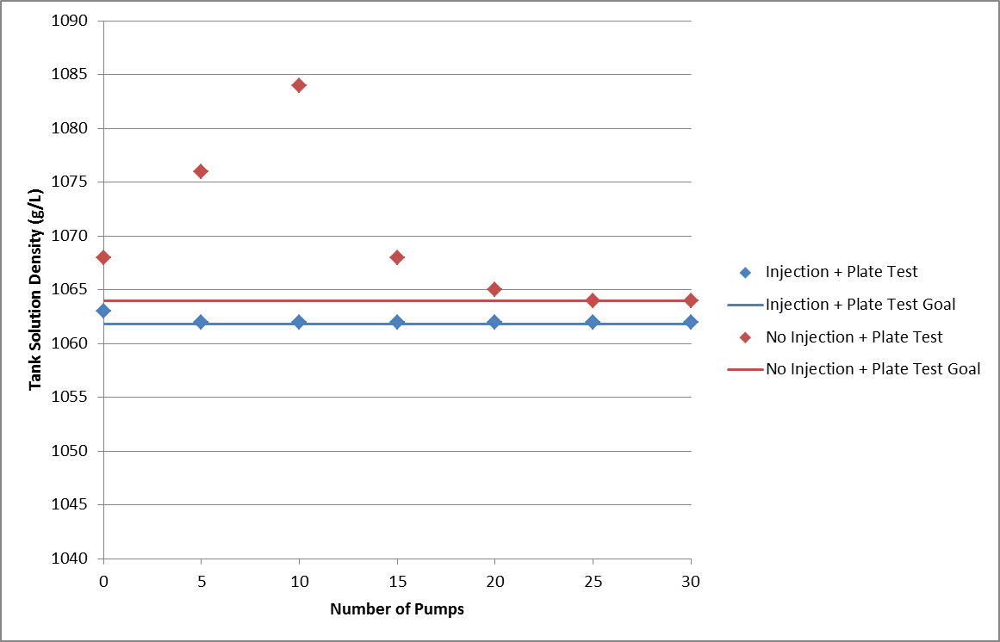 1090
1085
1080
1075
1070
1065
1060
1055
1050
1045
1040
Tank Solution Density (g/L)
0 5 10 15 20 25 30
Number of Pumps
Injection + Plate Test
Injection + Plate Test Goal
No Injection + Plate Test
No Injection + Plate Test Goal